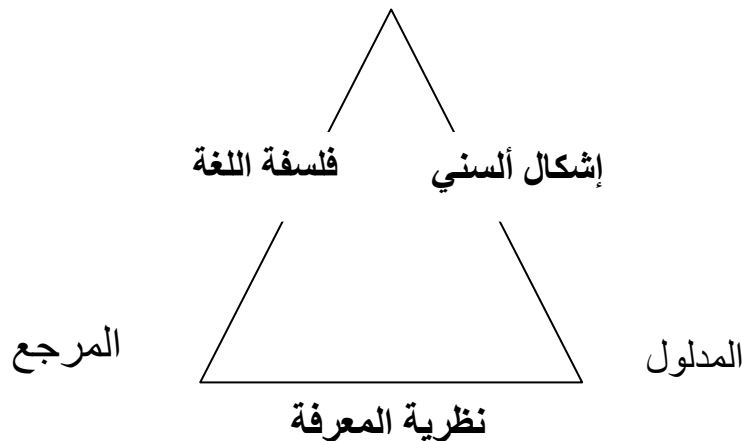 إشكال ألسني فلسفة اللغة
المدلول المرجع
نظرية المعرفة